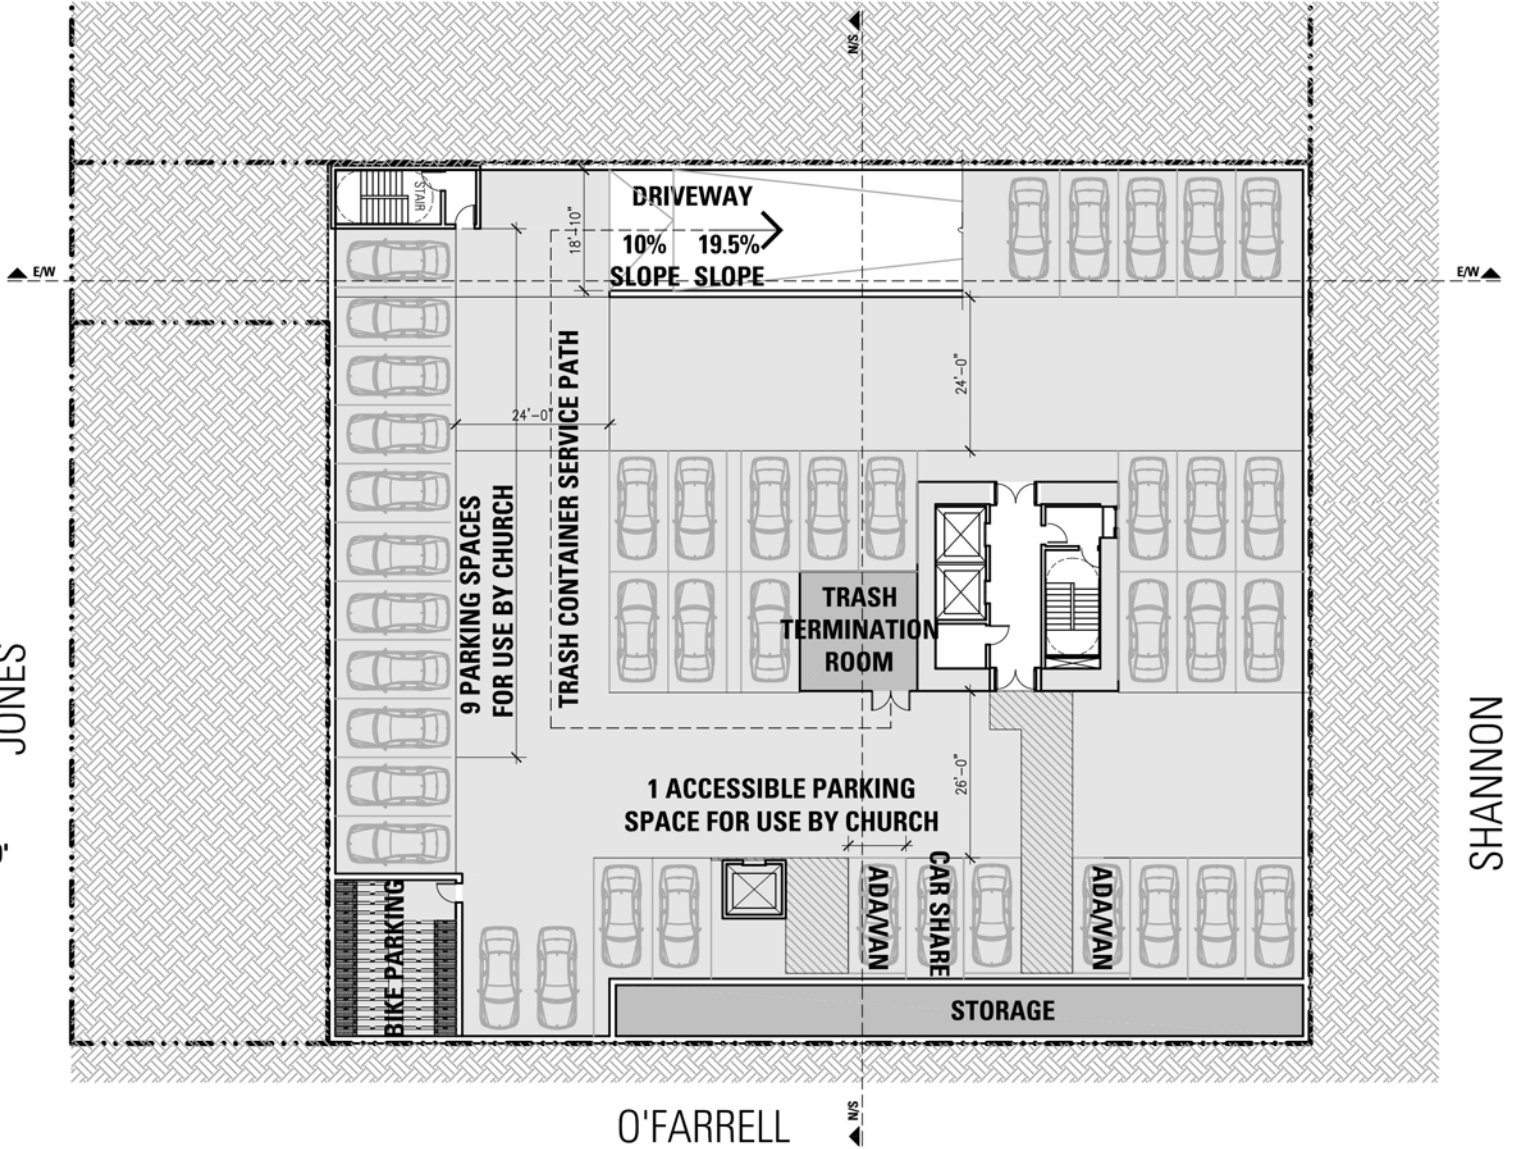 N/S
DRIVEWAY
10%
19.5%
SLOPE
SLOPE
STAIR
18'-10"
E/W
E/W
24'-0"
24'-0"
TRASH CONTAINER SERVICE PATH
9 PARKING SPACES
FOR USE BY CHURCH
TRASH
TERMINATION
ROOM
JONES
SHANNON
26'-0"
1 ACCESSIBLE PARKING
SPACE FOR USE BY CHURCH
ADA/VAN
CAR SHARE
ADA/VAN
BIKE PARKING
STORAGE
O'FARRELL
N/S